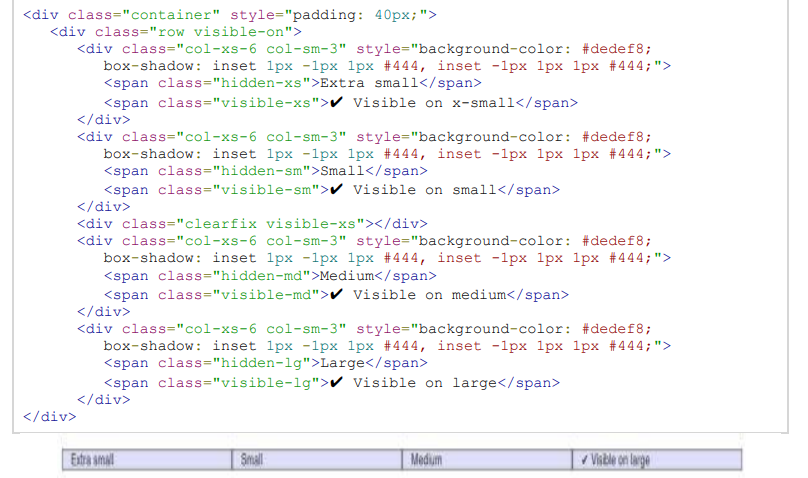 <div class="container" style="padding: 40px;">
<div class="row visible-on">
<div class="col-xs-6 col-sm-3" style="background-color: #dedef8;
box-shadow: inset 1px -1px 1px #444, inset -1px 1px 1px #444;">
<span class="hidden-xs">Extra small</span>
<span class="visible-xs">✔ Visible on x-small</span>
</div>
<div class="col-xs-6 col-sm-3" style="background-color: #dedef8;
box-shadow: inset 1px -1px 1px #444, inset -1px 1px 1px #444;">
<span class="hidden-sm">Small</span>
<span class="visible-sm">✔ Visible on small</span>
</div>
<div class="clearfix visible-xs"></div>
<div class="col-xs-6 col-sm-3" style="background-color: #dedef8;
box-shadow: inset 1px -1px 1px #444, inset -1px 1px 1px #444;">
<span class="hidden-md">Medium</span>
<span class="visible-md">✔ Visible on medium</span>
</div>
<div class="col-xs-6 col-sm-3" style="background-color: #dedef8;
box-shadow: inset 1px -1px 1px #444, inset -1px 1px 1px #444;">
<span class="hidden-lg">Large</span>
<span class="visible-lg">✔ Visible on large</span>
</div>
</div>
Extra small Small Medium ✔ Visible on large